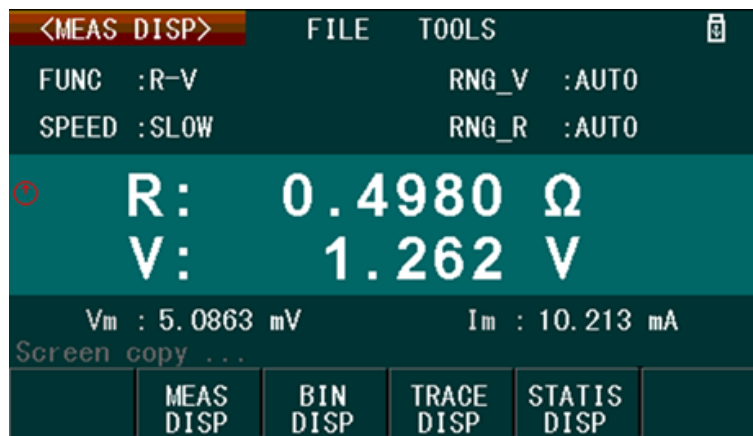 <MEAS DISP> FILE TOOLS
FUNC :R-V RNG_V :AUTO
SPEED :SLOW RNG_R :AUTO
R: 0.4980 Ω
V: 1.262 V
Vm : 5.0863 mV Im : 10.213 mA
Screen copy ...
MEAS DISP BIN DISP TRACE DISP STATIS DISP